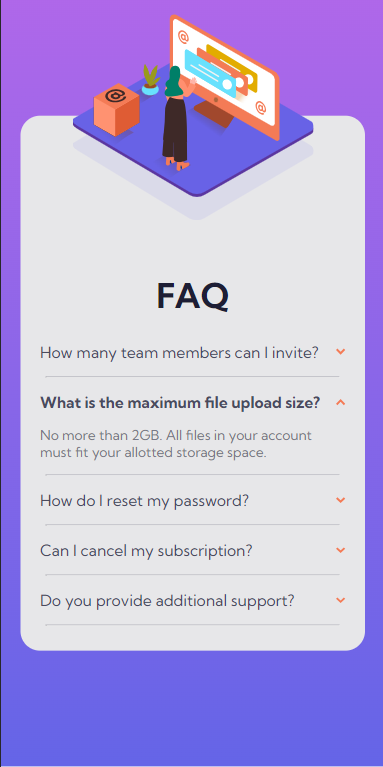 FAQ
How many team members can I invite?
What is the maximum file upload size?
No more than 2GB. All files in your account
must fit your allotted storage space.
How do I reset my password?
Can I cancel my subscription?
Do you provide additional support?